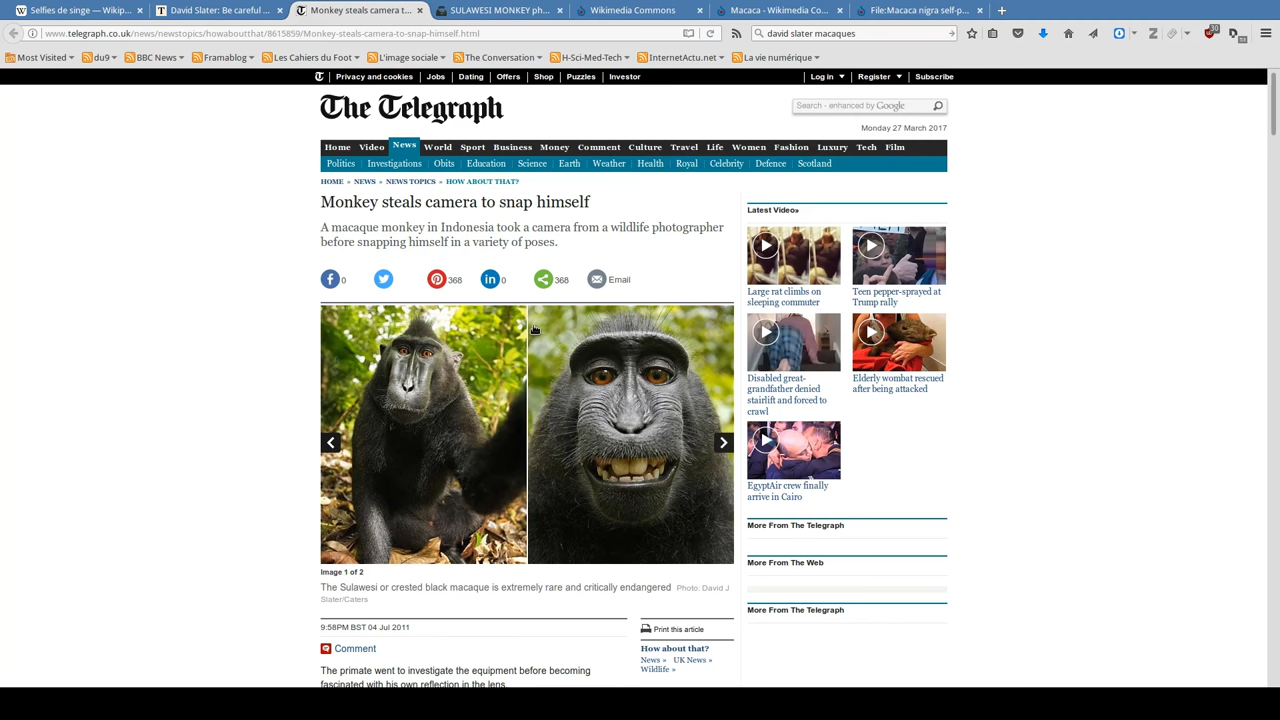 Selfies de singe — Wikip...
David Slater: Be careful ...
Monkey steals camera t...
SULAWESI MONKEY ph...
Wikimedia Commons
Macaca - Wikimedia Co...
File:Macaca nigra self-p...
www.telegraph.co.uk/news/newstopics/howaboutthat/8615859/Monkey-steals-camera-to-snap-himself.html
david slater macaques
Most Visited
du9
BBC News
Framablog
Les Cahiers du Foot
L'image sociale
The Conversation
H-Sci-Med-Tech
InternetActu.net
La vie numérique
Privacy and cookies
Jobs
Dating
Offers
Shop
Puzzles
Investor
Log in
Register
Subscribe
The Telegraph
Search - enhanced by Google
Monday 27 March 2017
Home Video News World Sport Business Money Comment Culture Travel Life Women Fashion Luxury Tech Film
Politics Investigations Obits Education Science Earth Weather Health Royal Celebrity Defence Scotland
HOME » NEWS » NEWS TOPICS » HOW ABOUT THAT?
Monkey steals camera to snap himself
A macaque monkey in Indonesia took a camera from a wildlife photographer
before snapping himself in a variety of poses.
0
368
0
368
Email
Image 1 of 2
The Sulawesi or crested black macaque is extremely rare and critically endangered Photo: David J
Slater/Caters
9:58PM BST 04 Jul 2011
Comment
The primate went to investigate the equipment before becoming
fascinated with his own reflection in the lens.
Print this article
How about that?
News » UK News »
Wildlife »
Latest Video»
Large rat climbs on
sleeping commuter
Teen pepper-sprayed at
Trump rally
Disabled great-
grandfather denied
stairlift and forced to
crawl
Elderly wombat rescued
after being attacked
EgyptAir crew finally
arrive in Cairo
More From The Telegraph
More From The Web
More From The Telegraph